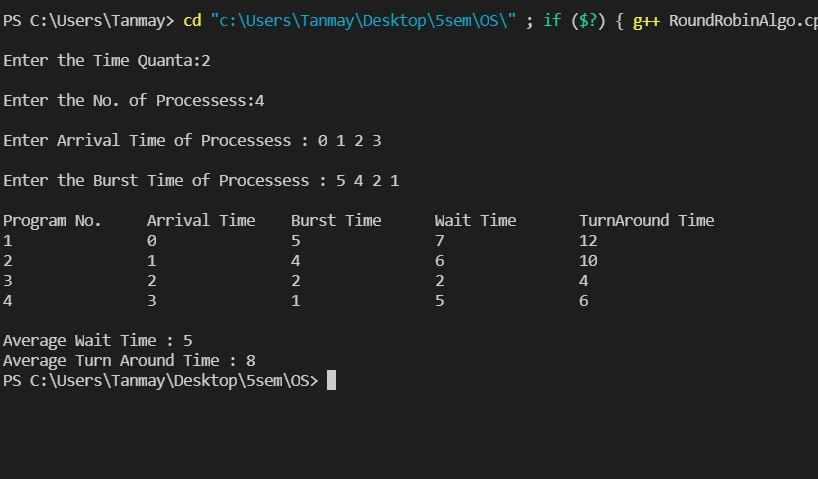 PS C:\Users\Tanmay> cd "c:\Users\Tanmay\Desktop\5sem\OS\" ; if ($?) { g++ RoundRobinAlgo.cp
Enter the Time Quanta:2
Enter the No. of Processess:4
Enter Arrival Time of Processess : 0 1 2 3
Enter the Burst Time of Processess : 5 4 2 1
Program No. Arrival Time Burst Time Wait Time TurnAround Time
1 0 5 7 12
2 1 4 6 10
3 2 2 2 4
4 3 1 5 6
Average Wait Time : 5
Average Turn Around Time : 8
PS C:\Users\Tanmay\Desktop\5sem\OS>